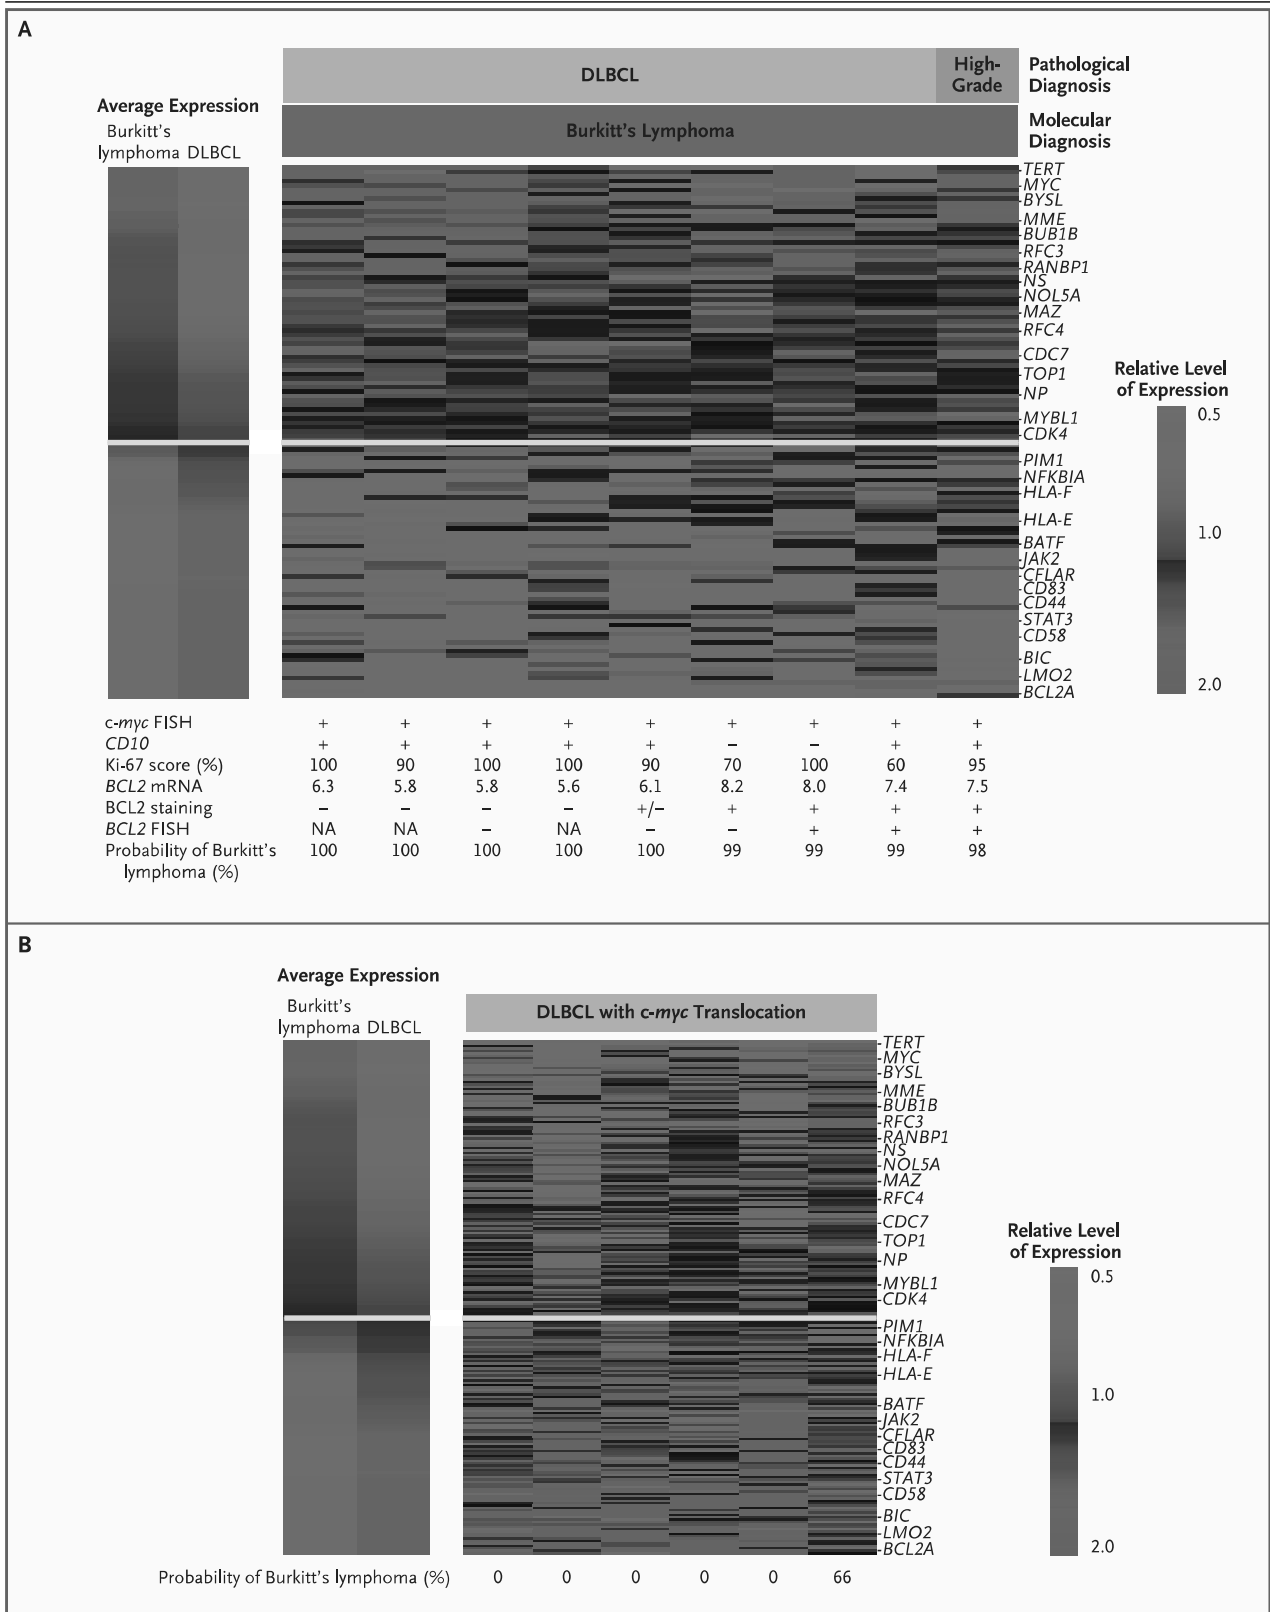 A
DLBCL
High-
Grade
Pathological
Diagnosis
Average Expression
Burkitt's
lymphoma DLBCL
Burkitt's Lymphoma
Molecular
Diagnosis
TERT
MYC
BYSL
MME
BUB1B
RFC3
RANBP1
NS
NOL5A
MAZ
RFC4
CDC7
TOP1
NP
MYBL1
CDK4
PIM1
NFKBIA
HLA-F
HLA-E
BATF
JAK2
CFLAR
CD83
CD44
STAT3
CD58
BIC
LMO2
BCL2A
Relative Level
of Expression
0.5
1.0
2.0
c-myc FISH + + + + + + + + +
CD10 + + + + + – – + +
Ki-67 score (%) 100 90 100 100 90 70 100 60 95
BCL2 mRNA 6.3 5.8 5.8 5.6 6.1 8.2 8.0 7.4 7.5
BCL2 staining – – – – +/– + + + +
BCL2 FISH NA NA – NA – – + + +
Probability of Burkitt's 100 100 100 100 100 99 99 99 98
lymphoma (%)
B
Average Expression
Burkitt's
lymphoma DLBCL
DLBCL with c-myc Translocation
TERT
MYC
BYSL
MME
BUB1B
RFC3
RANBP1
NS
NOL5A
MAZ
RFC4
CDC7
TOP1
NP
MYBL1
CDK4
PIM1
NFKBIA
HLA-F
HLA-E
BATF
JAK2
CFLAR
CD83
CD44
STAT3
CD58
BIC
LMO2
BCL2A
Relative Level
of Expression
0.5
1.0
2.0
Probability of Burkitt's lymphoma (%) 0 0 0 0 0 66